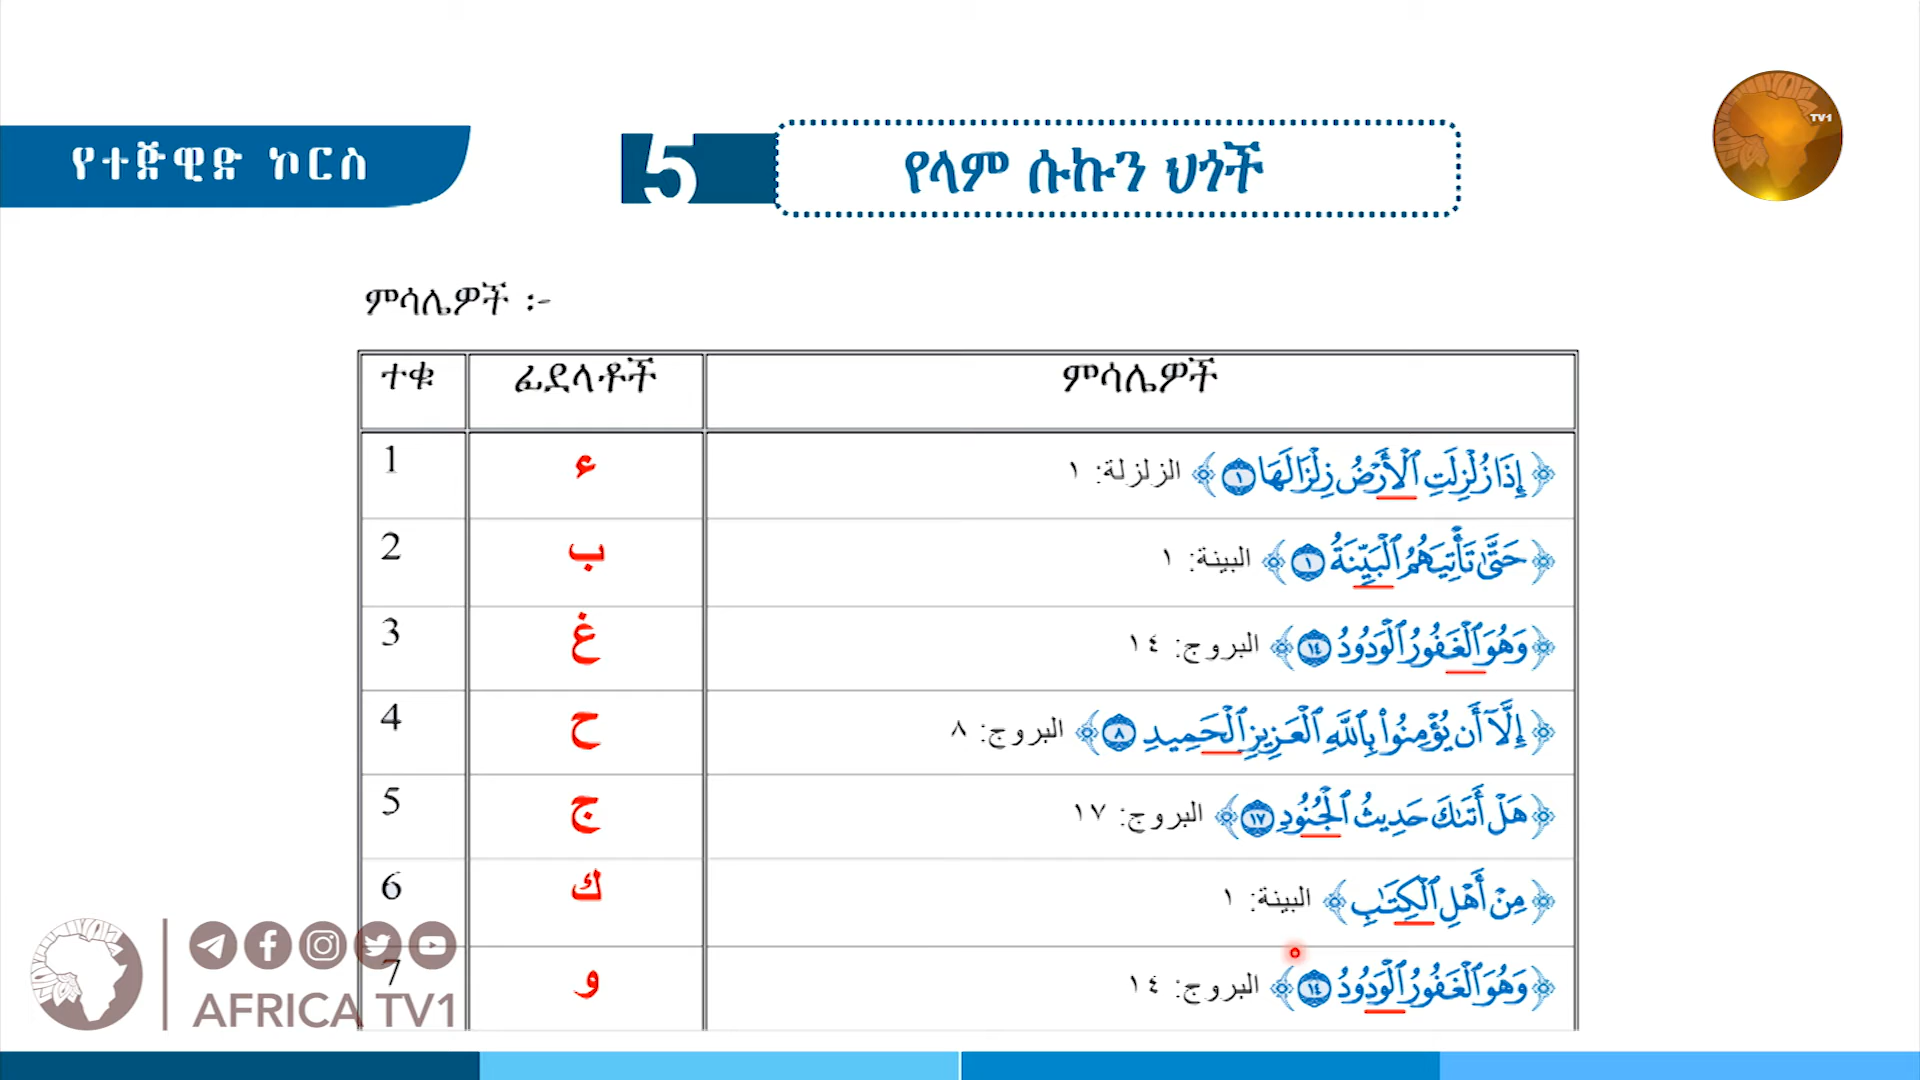 TV1
የተጅዊድ ኮርስ
5 የላም ሱኩን ህጎች
ምሳሌዎች ፡-
ተቁ ፊደላቶች ምሳሌዎች
1 ء ﴿إِذَا زُلْزِلَتِ ٱلْأَرْضُ زِلْزَالَهَا ١﴾ الزلزلة: ١
2 ب ﴿حَتَّىٰ تَأْتِيَهُمُ ٱلْبَيِّنَةُ ١﴾ البينة: ١
3 غ ﴿وَهُوَ ٱلْغَفُورُ ٱلْوَدُودُ ١٤﴾ البروج: ١٤
4 ح ﴿إِلَّآ أَن يُؤْمِنُوا۟ بِٱللَّهِ ٱلْعَزِيزِ ٱلْحَمِيدِ ٨﴾ البروج: ٨
5 ج ﴿هَلْ أَتَىٰكَ حَدِيثُ ٱلْجُنُودِ ١٧﴾ البروج: ١٧
6 ك ﴿مِنْ أَهْلِ ٱلْكِتَٰبِ﴾ البينة: ١
7 و ﴿وَهُوَ ٱلْغَفُورُ ٱلْوَدُودُ ١٤﴾ البروج: ١٤
AFRICA TV1